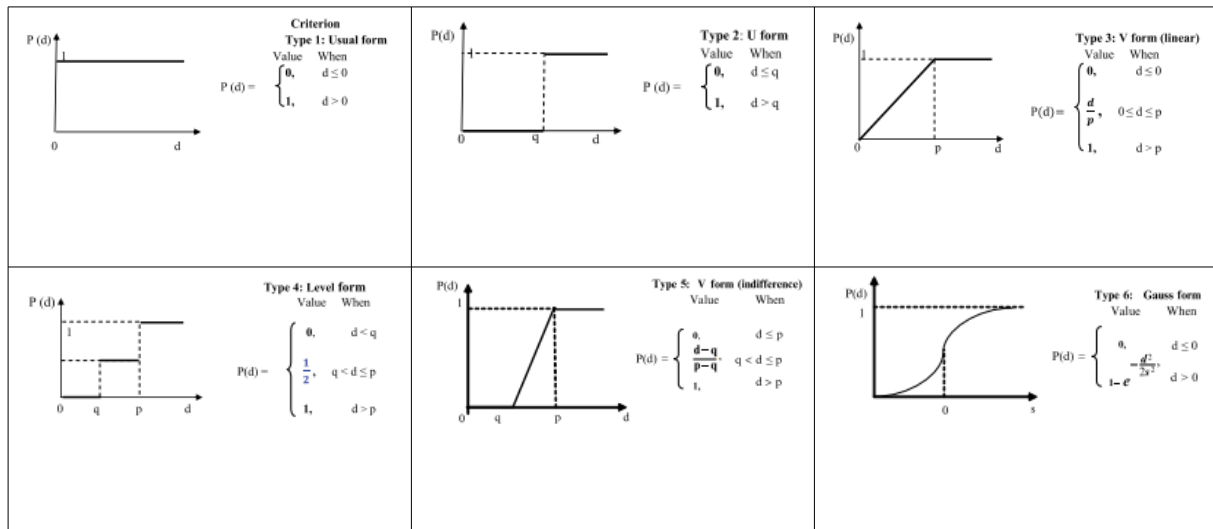 Criterion
Type 1: Usual form
Value When
P (d)
1
P (d) =
0, d ≤ 0
1, d > 0
0 d
Type 2: U form
Value When
P(d)
1
P (d) =
0, d ≤ q
1, d > q
0 q d
Type 3: V form (linear)
Value When
P(d)
1
P(d) =
0, d ≤ 0
d/p, 0 ≤ d ≤ p
1, d > p
0 p d
Type 4: Level form
Value When
P (d)
1
P(d) =
0, d < q
1/2, q < d ≤ p
1, d > p
0 q p d
Type 5: V form (indifference)
Value When
P(d)
1
P(d) =
0, d ≤ p
d−q/p−q, q < d ≤ p
1, d > p
0 q p d
Type 6: Gauss form
Value When
P(d)
1
P(d) =
0, d ≤ 0
1− e −d²/2s², d > 0
0 s